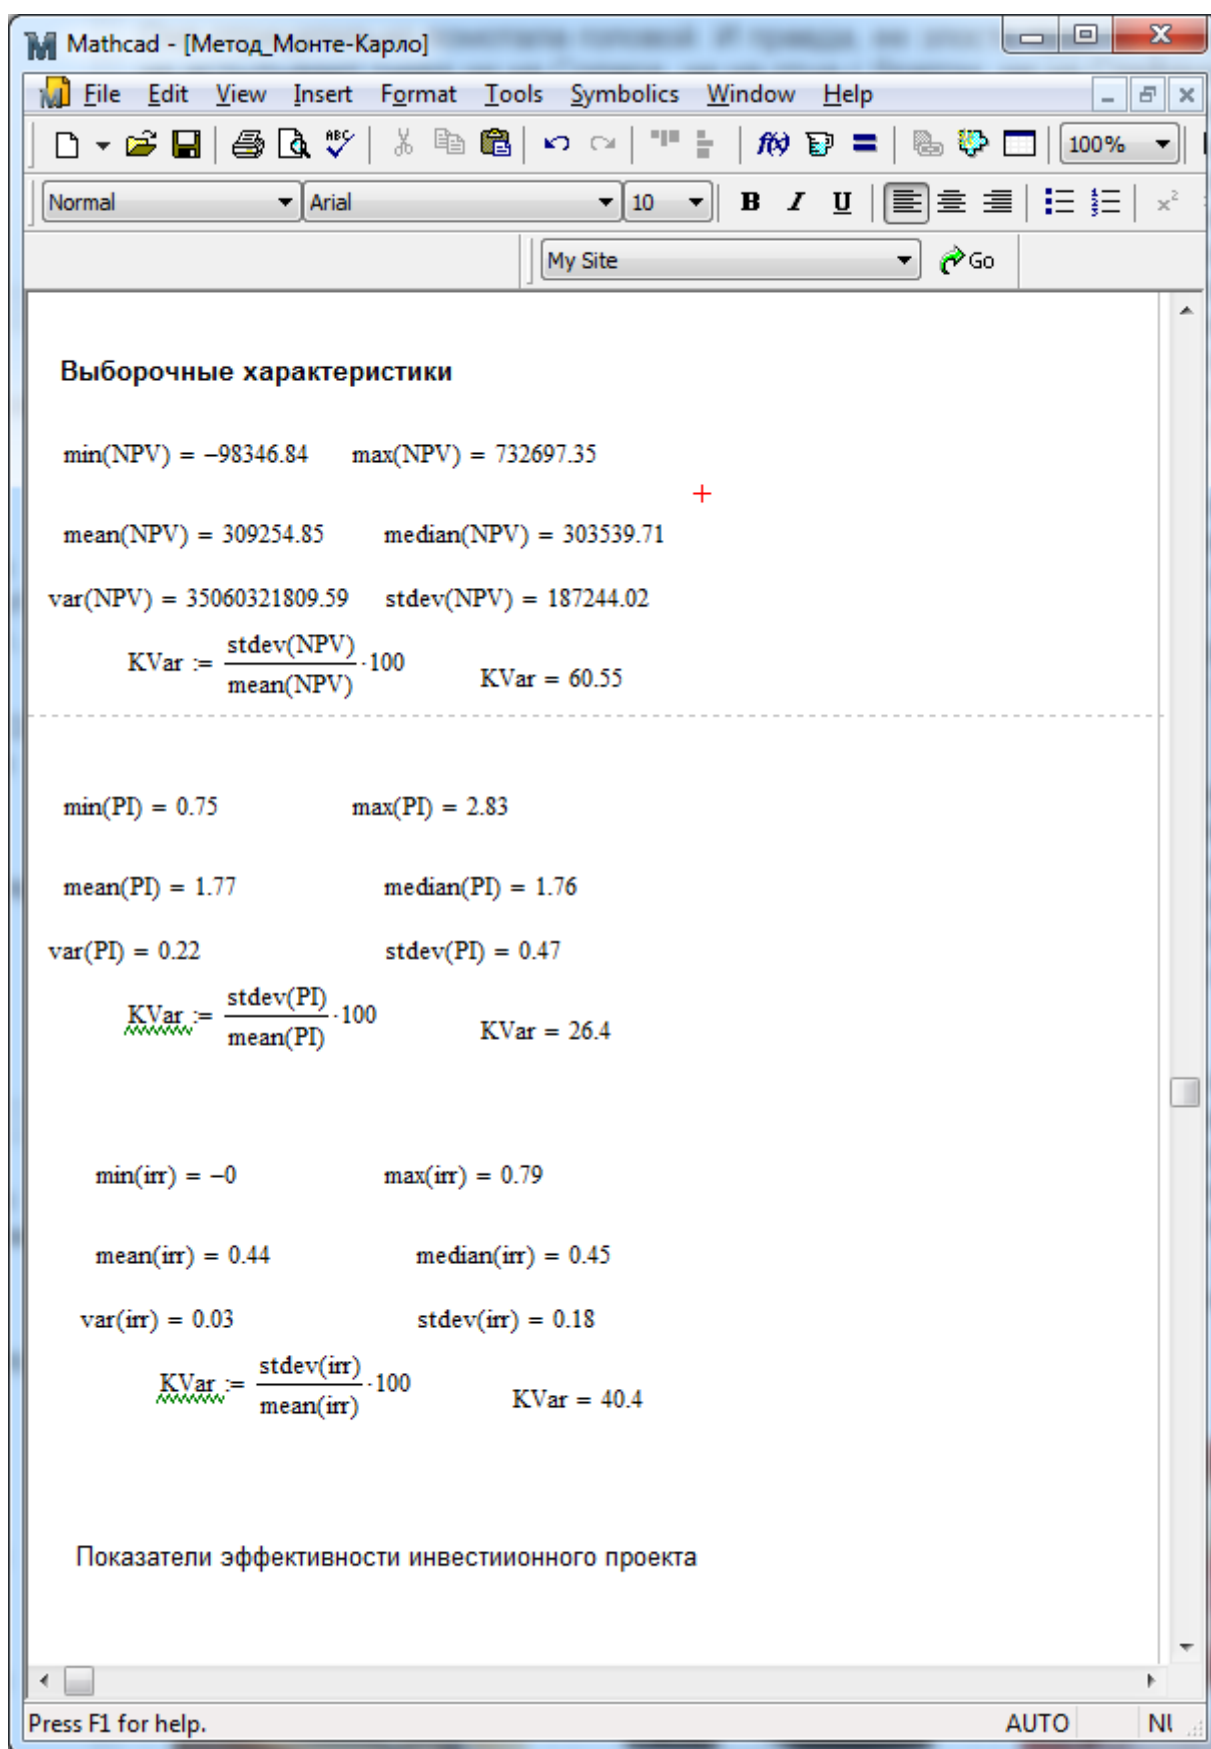 Mathcad - [Метод_Монте-Карло]
File Edit View Insert Format Tools Symbolics Window Help
100%
Normal Arial 10 B I U
My Site Go
Выборочные характеристики
min(NPV) = −98346.84 max(NPV) = 732697.35
mean(NPV) = 309254.85 median(NPV) = 303539.71
var(NPV) = 35060321809.59 stdev(NPV) = 187244.02
KVar := stdev(NPV)/mean(NPV) ·100 KVar = 60.55
min(PI) = 0.75 max(PI) = 2.83
mean(PI) = 1.77 median(PI) = 1.76
var(PI) = 0.22 stdev(PI) = 0.47
KVar := stdev(PI)/mean(PI) ·100 KVar = 26.4
min(irr) = −0 max(irr) = 0.79
mean(irr) = 0.44 median(irr) = 0.45
var(irr) = 0.03 stdev(irr) = 0.18
KVar := stdev(irr)/mean(irr) ·100 KVar = 40.4
Показатели эффективности инвестиионного проекта
Press F1 for help. AUTO